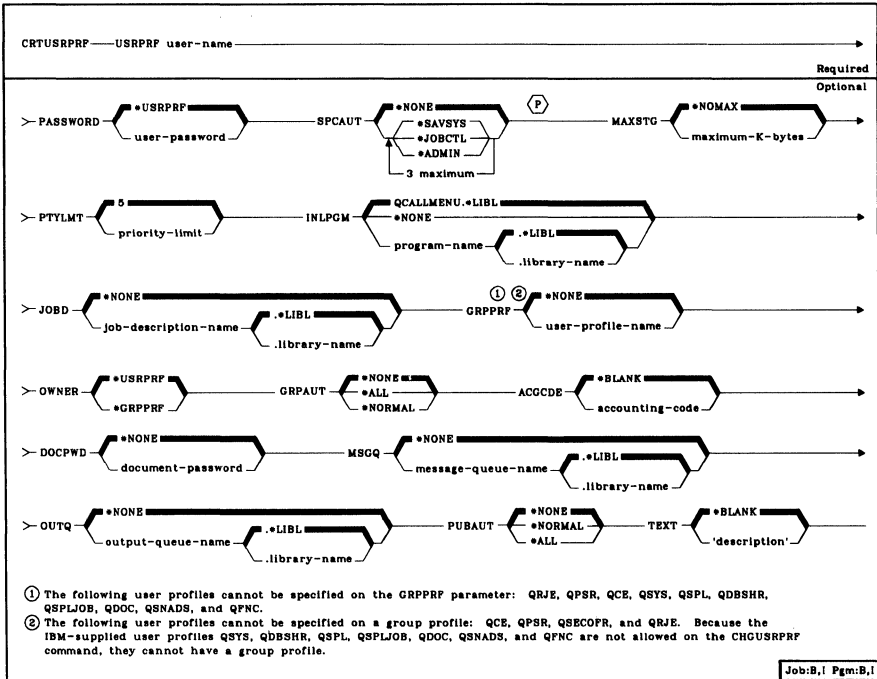 CRTUSRPRF USRPRF user-name
Required
Optional
PASSWORD *USRPRF user-password SPCAUT *NONE *SAVSYS *JOBCTL *ADMIN 3 maximum P MAXSTG *NOMAX maximum-K-bytes
PTYLMT 5 priority-limit INLPGM QCALLMENU.*LIBL *NONE program-name .*LIBL .library-name
JOBD *NONE job-description-name .*LIBL .library-name 1 2 GRPPRF *NONE user-profile-name
OWNER *USRPRF *GRPPRF GRPAUT *NONE *ALL *NORMAL ACGCDE *BLANK accounting-code
DOCPWD *NONE document-password MSGQ *NONE message-queue-name .*LIBL .library-name
OUTQ *NONE output-queue-name .*LIBL .library-name PUBAUT *NONE *NORMAL *ALL TEXT *BLANK 'description'
1 The following user profiles cannot be specified on the GRPPRF parameter: QRJE, QPSR, QCE, QSYS, QSPL, QDBSHR,
QSPLJOB, QDOC, QSNADS, and QFNC.
2 The following user profiles cannot be specified on a group profile: QCE, QPSR, QSECOFR, and QRJE. Because the
IBM-supplied user profiles QSYS, QDBSHR, QSPL, QSPLJOB, QDOC, QSNADS, and QFNC are not allowed on the CHGUSRPRF
command, they cannot have a group profile.
Job:B,I Pgm:B,I